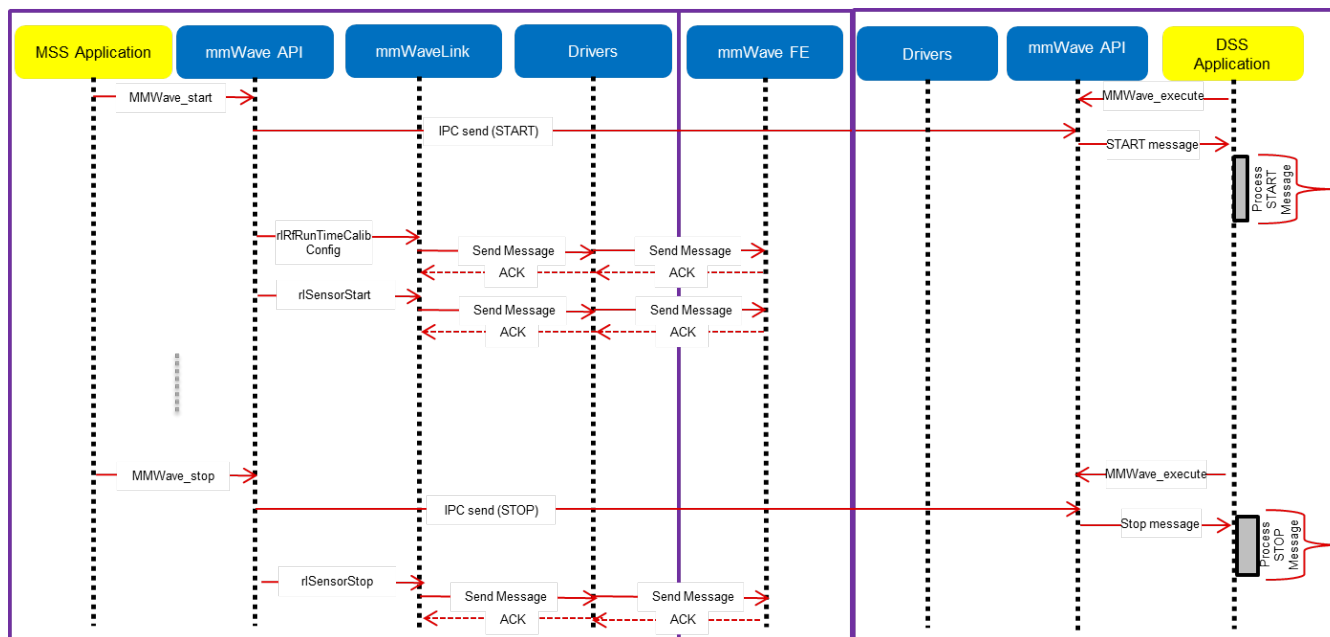 MSS Application
mmWave API
mmWaveLink
Drivers
mmWave FE
Drivers
mmWave API
DSS
Application
MMWave_start
MMWave_execute
IPC send (START)
START message
Process
START
Message
rlRfRunTimeCalib
Config
Send Message
Send Message
ACK
ACK
rlSensorStart
Send Message
Send Message
ACK
ACK
MMWave_stop
MMWave_execute
IPC send (STOP)
Stop message
Process
STOP
Message
rlSensorStop
Send Message
Send Message
ACK
ACK